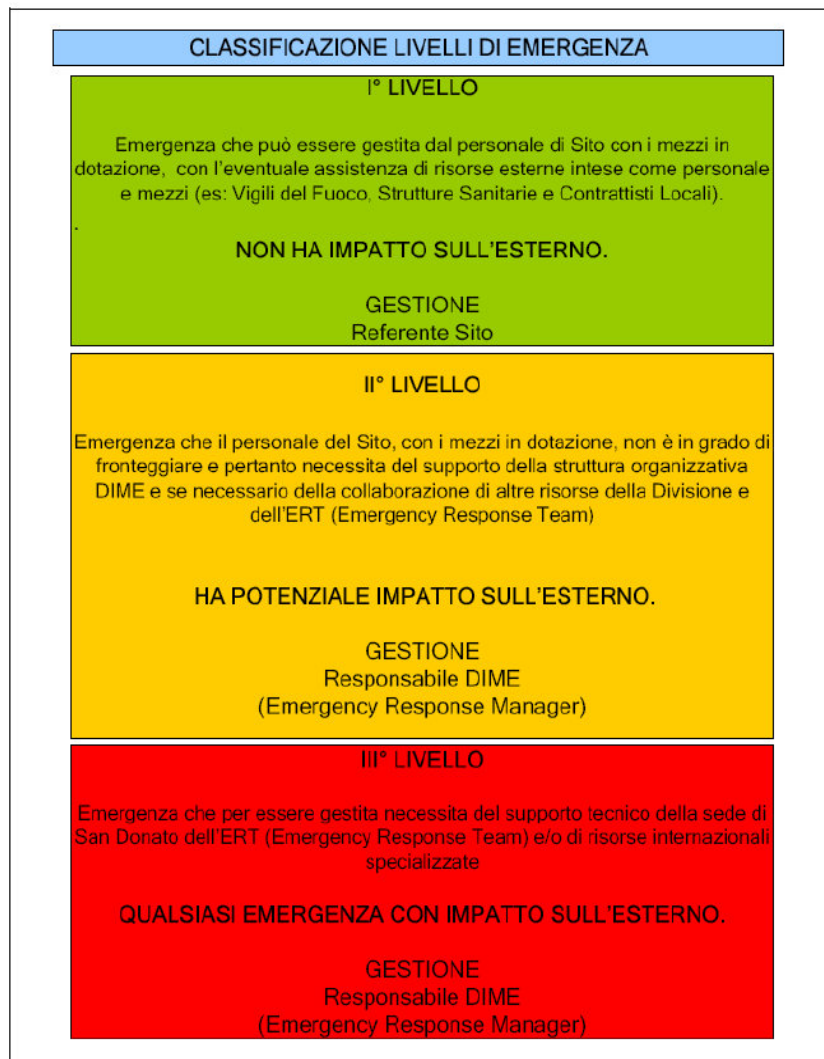 CLASSIFICAZIONE LIVELLI DI EMERGENZA
I° LIVELLO
Emergenza che può essere gestita dal personale di Sito con i mezzi in
dotazione, con l'eventuale assistenza di risorse esterne intese come personale
e mezzi (es: Vigili del Fuoco, Strutture Sanitarie e Contrattisti Locali).
.
NON HA IMPATTO SULL'ESTERNO.
GESTIONE
Referente Sito
II° LIVELLO
Emergenza che il personale del Sito, con i mezzi in dotazione, non è in grado di
fronteggiare e pertanto necessita del supporto della struttura organizzativa
DIME e se necessario della collaborazione di altre risorse della Divisione e
dell'ERT (Emergency Response Team)
HA POTENZIALE IMPATTO SULL'ESTERNO.
GESTIONE
Responsabile DIME
(Emergency Response Manager)
III° LIVELLO
Emergenza che per essere gestita necessita del supporto tecnico della sede di
San Donato dell'ERT (Emergency Response Team) e/o di risorse internazionali
specializzate
QUALSIASI EMERGENZA CON IMPATTO SULL'ESTERNO.
GESTIONE
Responsabile DIME
(Emergency Response Manager)